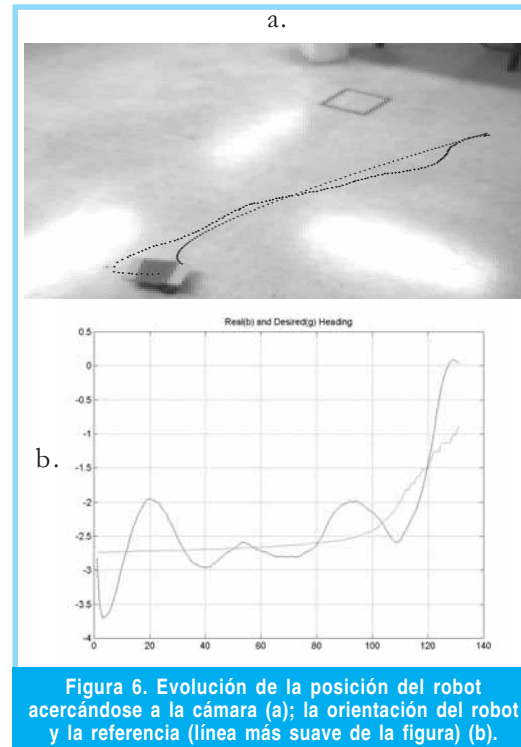 a.
Real(b) and Desired(g) Heading
0.5
0
-0.5
-1
-1.5
b.
-2
-2.5
-3
-3.5
-4
0 20 40 60 80 100 120 140
Figura 6. Evolución de la posición del robot
acercándose a la cámara (a); la orientación del robot
y la referencia (línea más suave de la figura) (b).